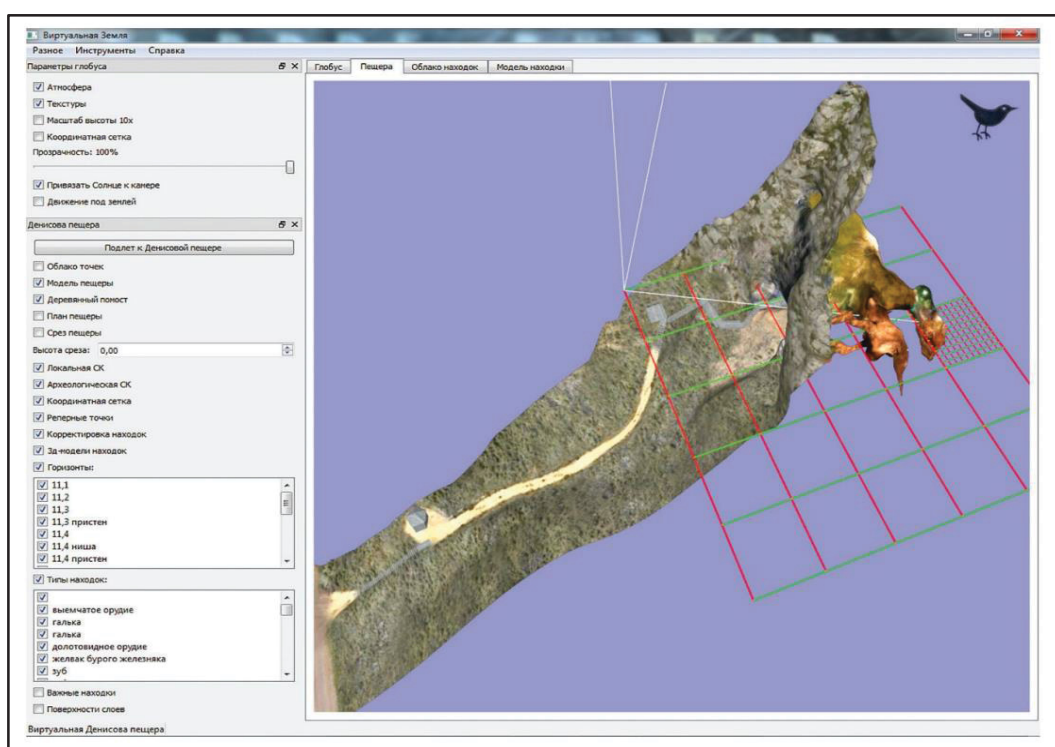 Виртуальная Земля
Разное Инструменты Справка
Параметры глобуса
Атмосфера
Текстуры
Масштаб высоты 10x
Координатная сетка
Прозрачность: 100%
Привязать Солнце к камере
Движение под землей
Денисова пещера
Подлет к Денисовой пещере
Облако точек
Модель пещеры
Деревянный помост
План пещеры
Срез пещеры
Высота среза: 0,00
Локальная СК
Археологическая СК
Координатная сетка
Реперные точки
Корректировка находок
3д-модели находок
Горизонты:
11,1
11,2
11,3
11,3 пристен
11,4
11,4 ниша
11,4 пристен
Типы находок:
выемчатое орудие
галька
галька
долотовидное орудие
желвак бурого железняка
зуб
Важные находки
Поверхности слоев
Виртуальная Денисова пещера
Глобус Пещера Облако находок Модель находки